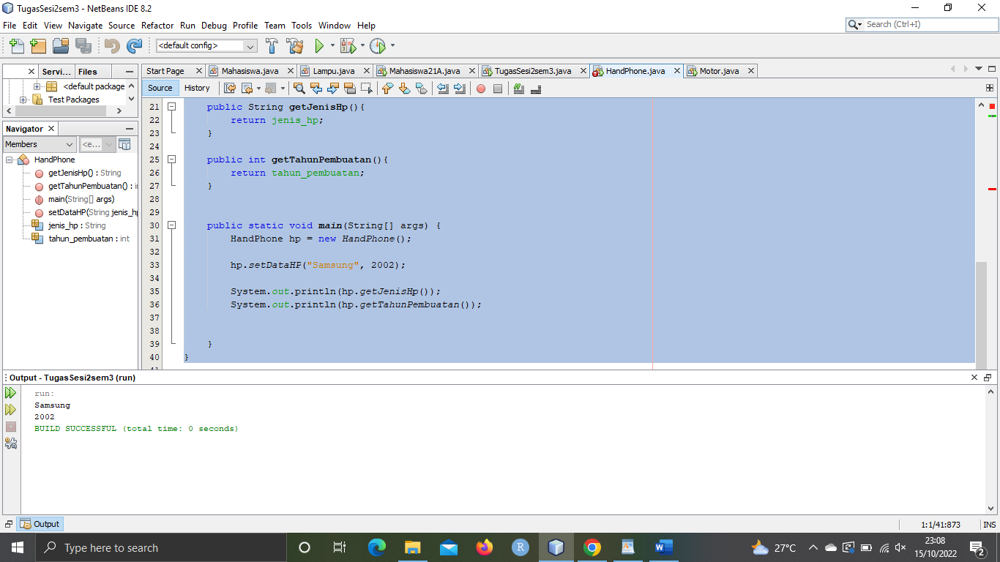 TugasSesi2sem3 - NetBeans IDE 8.2
File Edit View Navigate Source Refactor Run Debug Profile Team Tools Window Help
Search (Ctrl+I)
<default config>
Servi... Files
Start Page Mahasiswa.java Lampu.java Mahasiswa21A.java TugasSesi2sem3.java HandPhone.java Motor.java
<default package
Test Packages
Source History
Navigator
Members <e...
HandPhone
getJenisHp() : String
getTahunPembuatan() : in
main(String[] args)
setDataHP(String jenis_hp
jenis_hp : String
tahun_pembuatan : int
21 public String getJenisHp(){
22 return jenis_hp;
23 }
24
25 public int getTahunPembuatan(){
26 return tahun_pembuatan;
27 }
28
29
30 public static void main(String[] args) {
31 HandPhone hp = new HandPhone();
32
33 hp.setDataHP("Samsung", 2002);
34
35 System.out.println(hp.getJenisHp());
36 System.out.println(hp.getTahunPembuatan());
37
38
39 }
40 }
41
Output - TugasSesi2sem3 (run)
run:
Samsung
2002
BUILD SUCCESSFUL (total time: 0 seconds)
Output
1:1/41:873 INS
Type here to search
R
W
27°C
23:08
15/10/2022
2